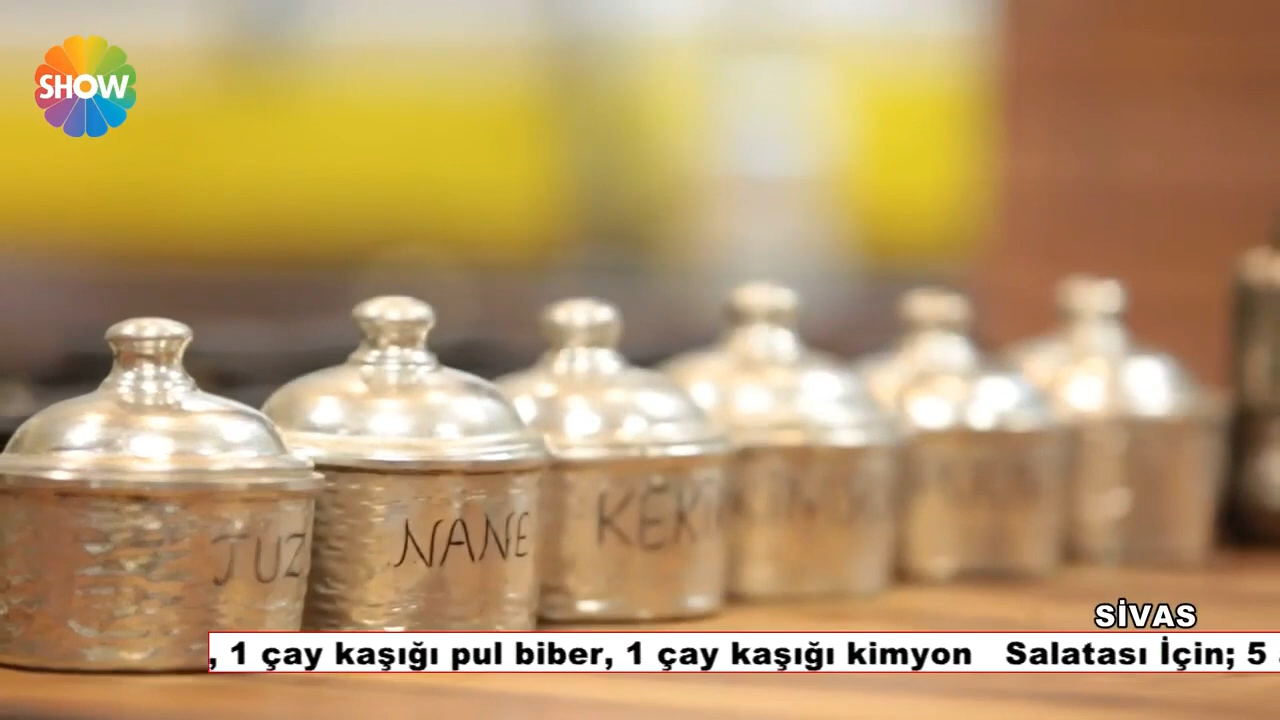 SHOW
TUZ
NANE
SİVAS
, 1 çay kaşığı pul biber, 1 çay kaşığı kimyon Salatası İçin; 5